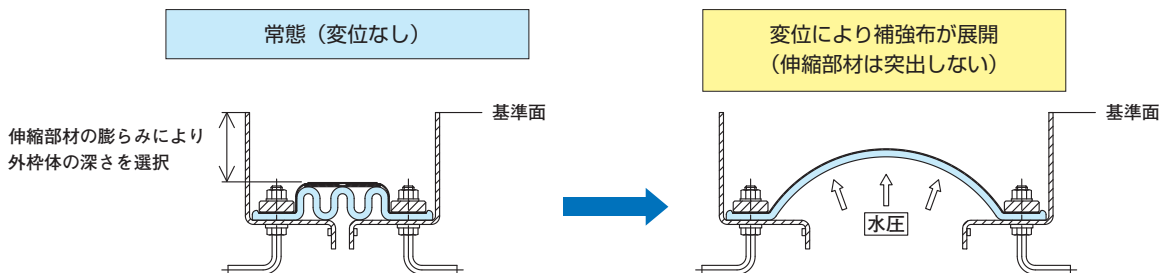 常態（変位なし）
変位により補強布が展開
（伸縮部材は突出しない）
伸縮部材の膨らみにより
外枠体の深さを選択
基準面
基準面
水圧